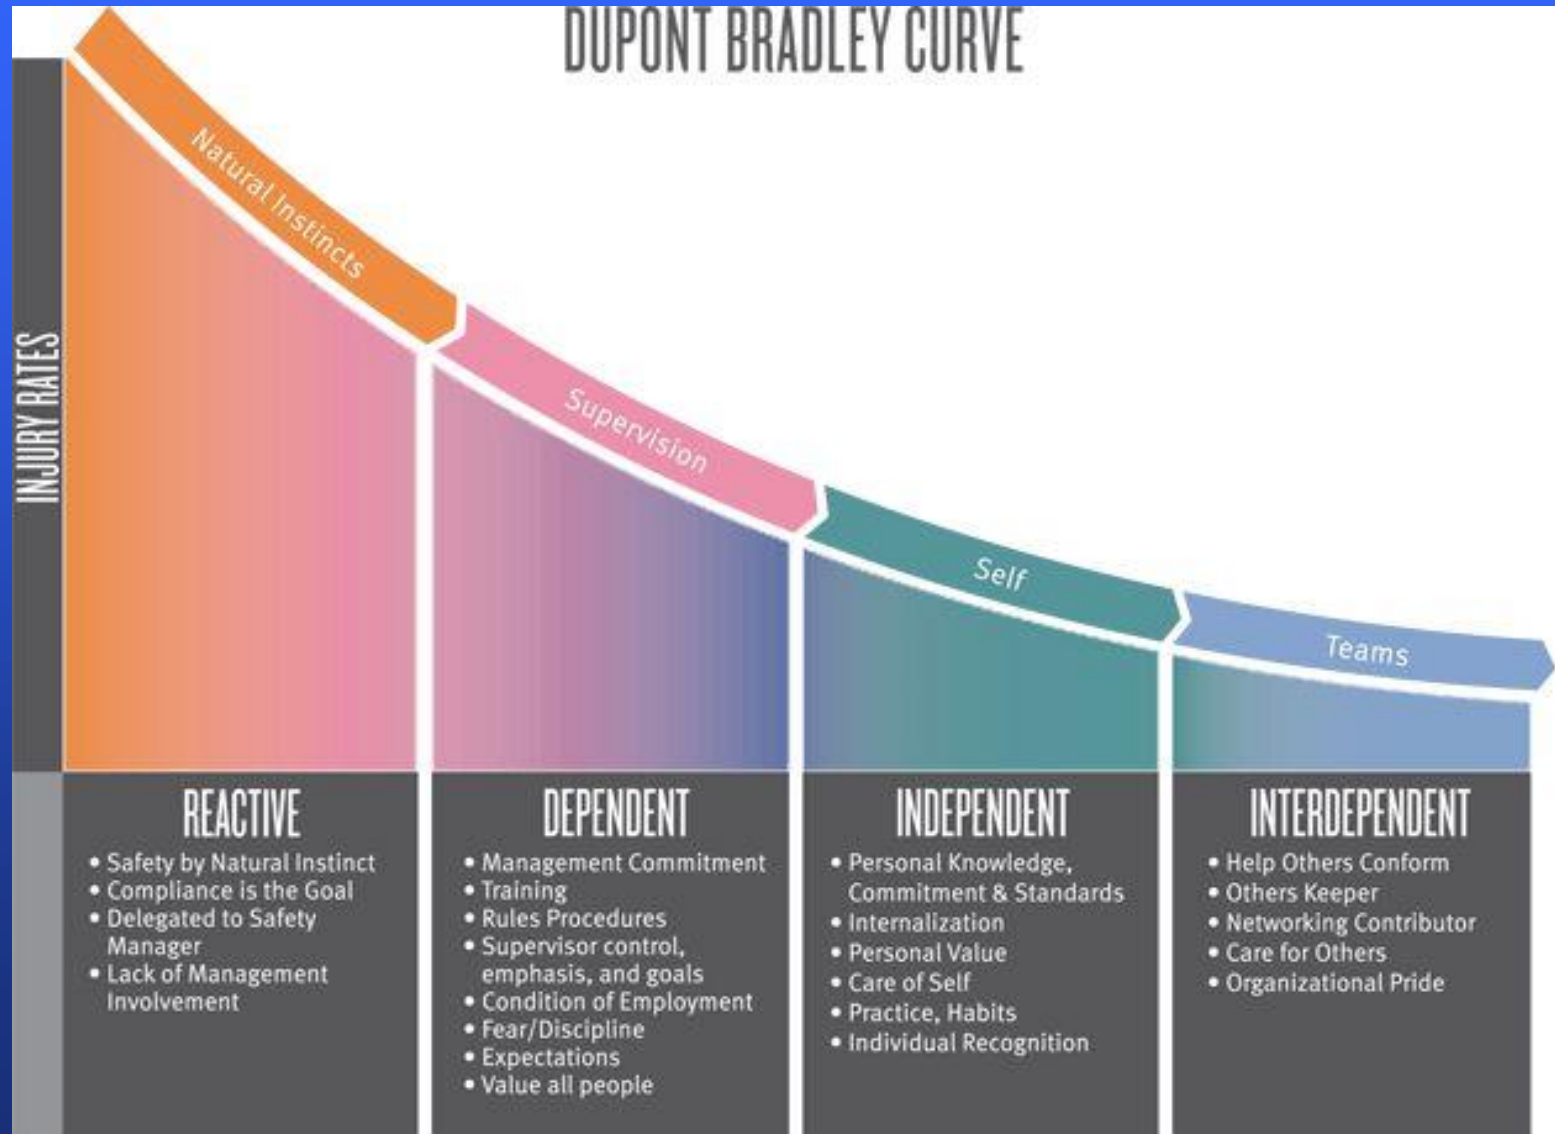 DUPONT BRADLEY CURVE
INJURY RATES
Natural Instincts
Supervision
Self
Teams
REACTIVE
• Safety by Natural Instinct
• Compliance is the Goal
• Delegated to Safety
Manager
• Lack of Management
Involvement
DEPENDENT
• Management Commitment
• Training
• Rules Procedures
• Supervisor control,
emphasis, and goals
• Condition of Employment
• Fear/Discipline
• Expectations
• Value all people
INDEPENDENT
• Personal Knowledge,
Commitment & Standards
• Internalization
• Personal Value
• Care of Self
• Practice, Habits
• Individual Recognition
INTERDEPENDENT
• Help Others Conform
• Others Keeper
• Networking Contributor
• Care for Others
• Organizational Pride